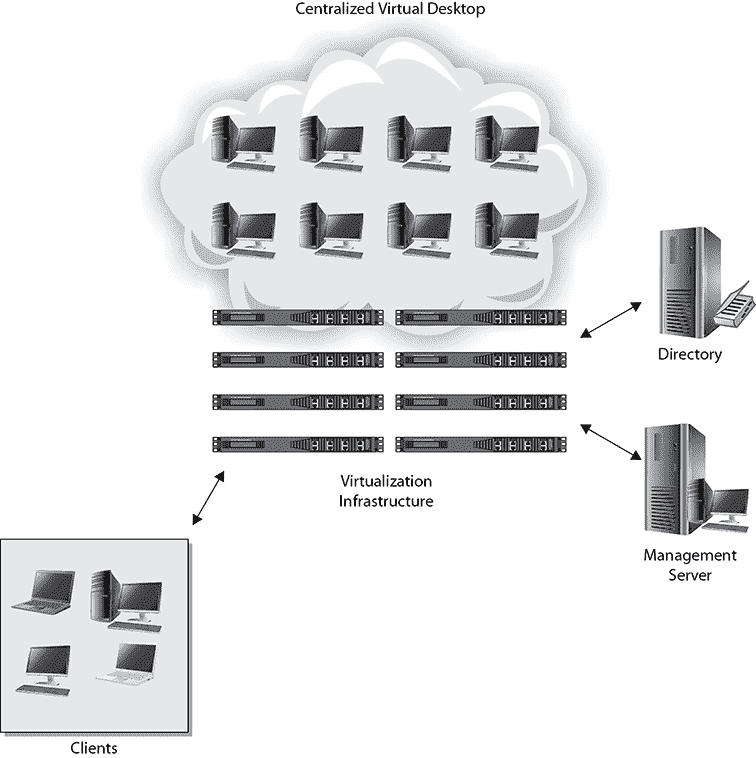 Centralized Virtual Desktop
Directory
Virtualization
Infrastructure
Management
Server
Clients